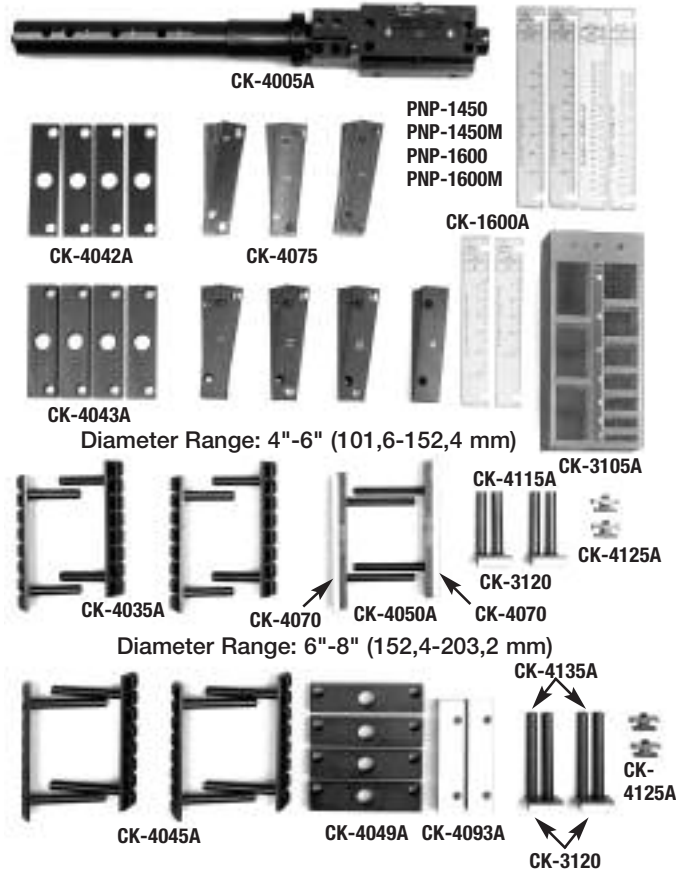 CK-4005A
PNP-1450
PNP-1450M
PNP-1600
PNP-1600M
CK-1600A
CK-4042A
CK-4075
CK-4043A
CK-3105A
Diameter Range: 4"-6" (101,6-152,4 mm)
CK-4115A
CK-4125A
CK-3120
CK-4035A
CK-4070
CK-4050A
CK-4070
Diameter Range: 6"-8" (152,4-203,2 mm)
CK-4135A
CK-
4125A
CK-4045A
CK-4049A
CK-4093A
CK-3120